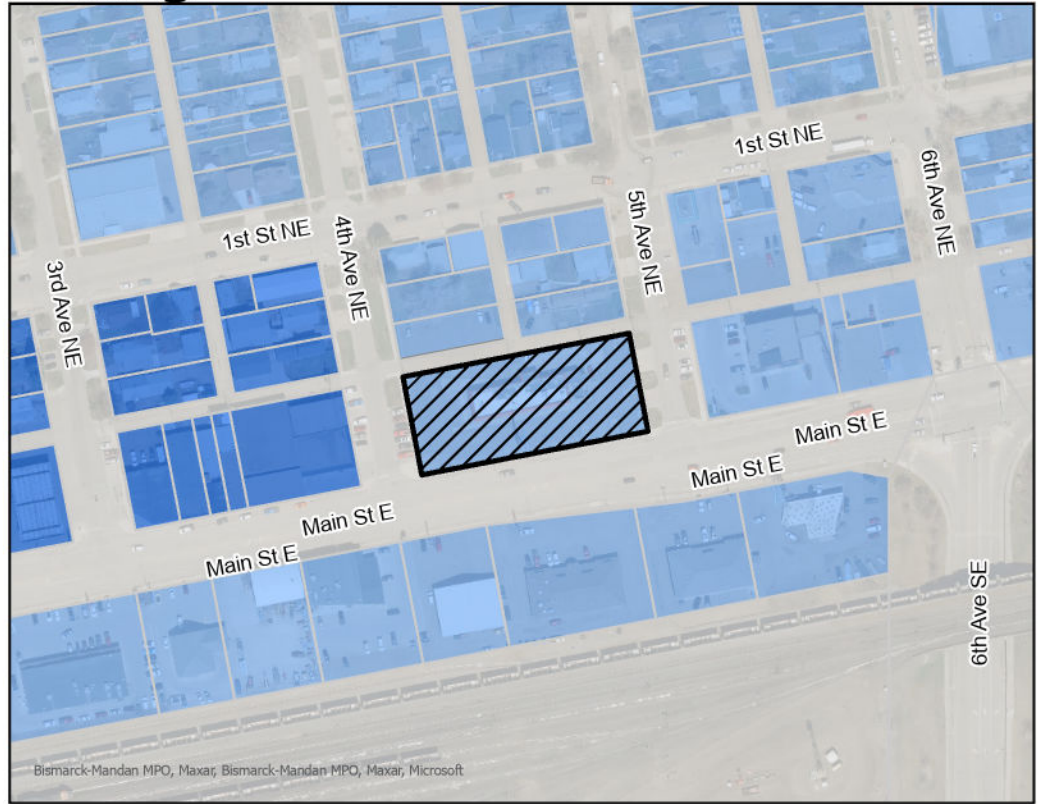 1st St NE
6th Ave NE
5th Ave NE
4th Ave NE
1st St NE
3rd Ave NE
Main St E
Main St E
Main St E
Main St E
6th Ave SE
Bismarck-Mandan MPO, Maxar, Bismarck-Mandan MPO, Maxar, Microsoft